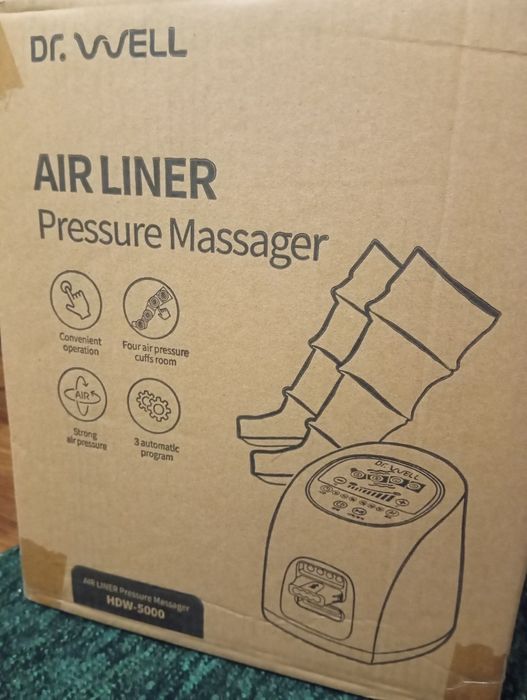 Dr. WELL
AIR LINER
Pressure Massager
Convenient
operation
Four air pressure
cuffs room
AIR
Strong
air pressure
3 automatic
program
Dr. WELL
AIR LINER Pressure Massager
HDW-5000